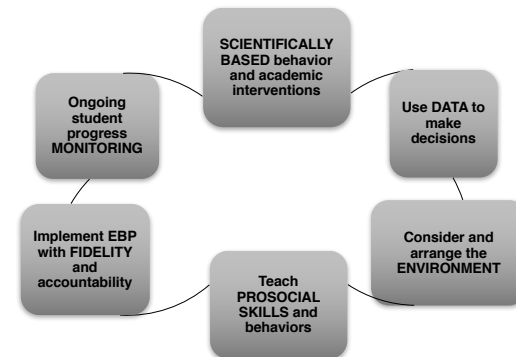 SCIENTIFICALLY
BASED behavior
and academic
interventions
Use DATA to
make
decisions
Consider and
arrange the
ENVIRONMENT
Teach
PROSOCIAL
SKILLS and
behaviors
Implement EBP
with FIDELITY
and
accountability
Ongoing
student
progress
MONITORING